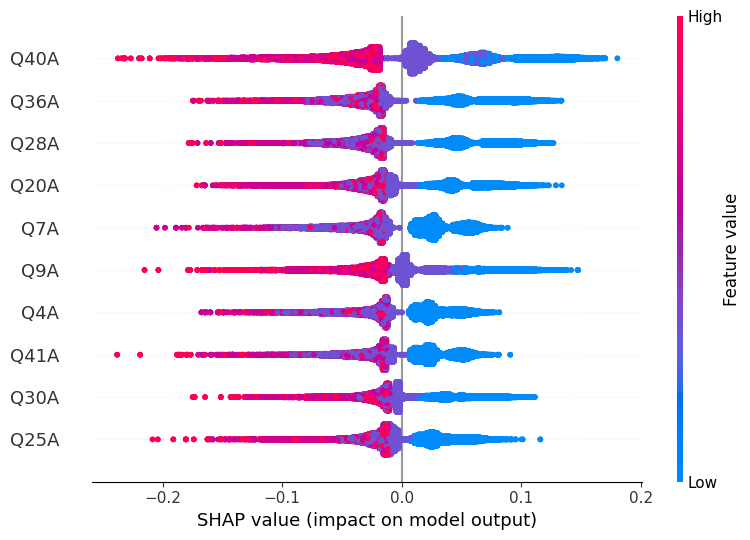 High
Q40A
Q36A
Q28A
Q20A
Q7A
Q9A
Q4A
Q41A
Q30A
Q25A
Feature value
Low
−0.2 −0.1 0.0 0.1 0.2
SHAP value (impact on model output)